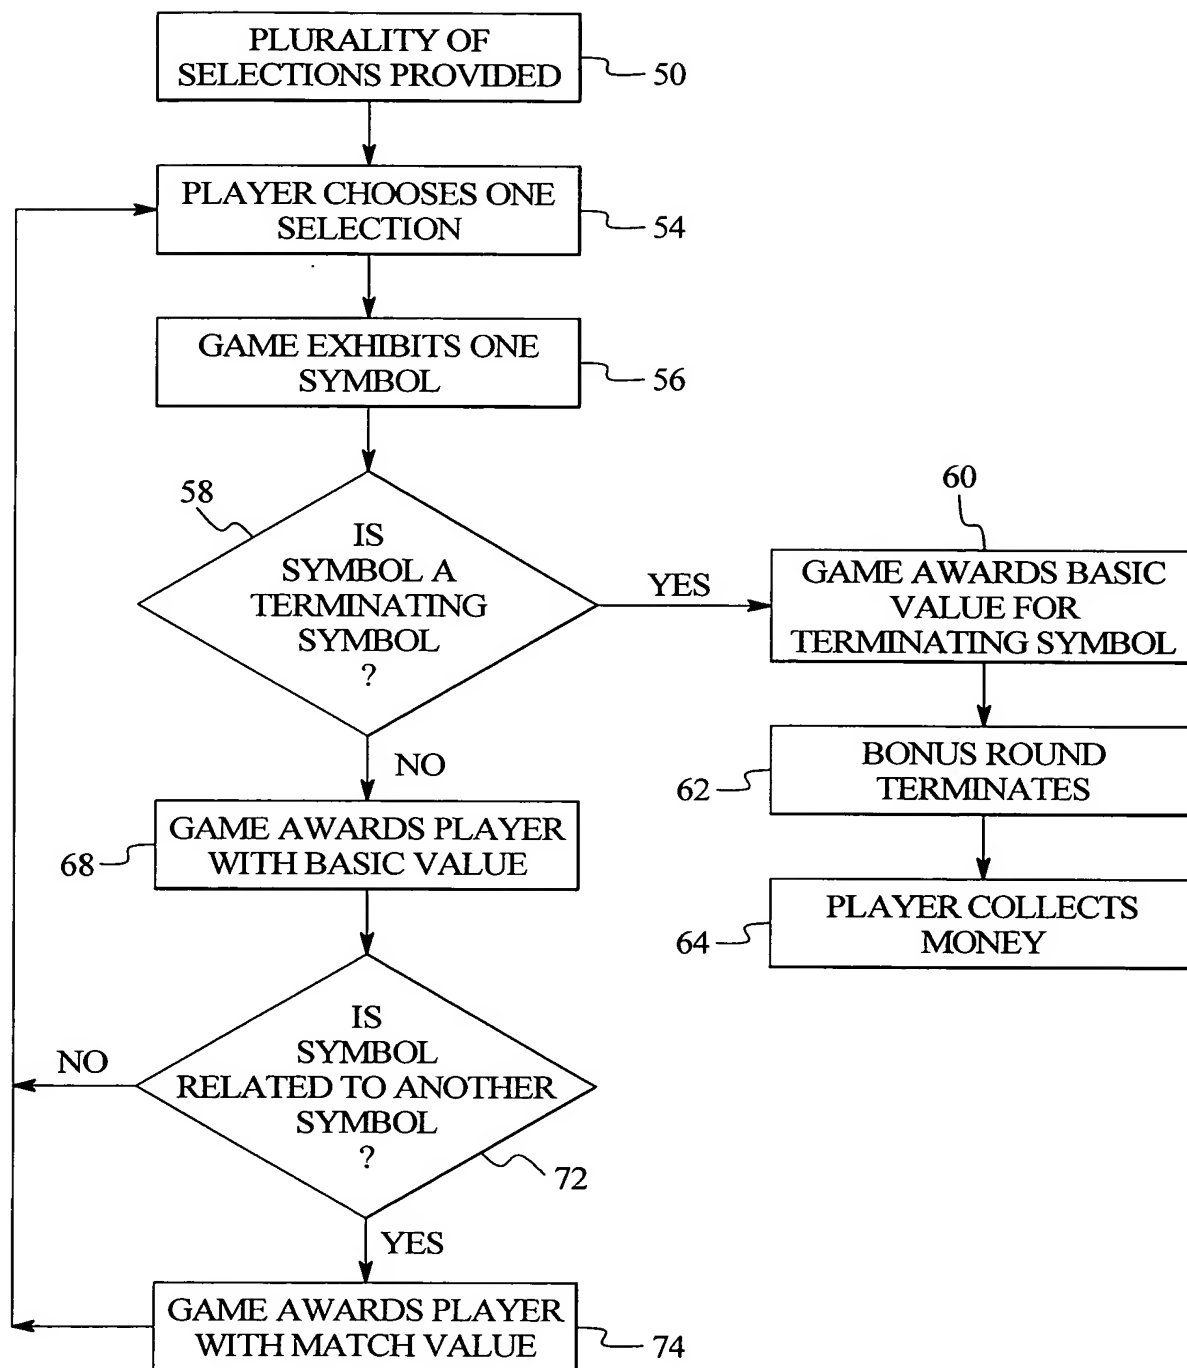 PLURALITY OF
SELECTIONS PROVIDED
50
PLAYER CHOOSES ONE
SELECTION
54
GAME EXHIBITS ONE
SYMBOL
56
58
IS
SYMBOL A
TERMINATING
SYMBOL
?
YES
60
GAME AWARDS BASIC
VALUE FOR
TERMINATING SYMBOL
NO
BONUS ROUND
TERMINATES
62
GAME AWARDS PLAYER
WITH BASIC VALUE
68
PLAYER COLLECTS
MONEY
64
IS
SYMBOL
RELATED TO ANOTHER
SYMBOL
?
NO
72
YES
GAME AWARDS PLAYER
WITH MATCH VALUE
74